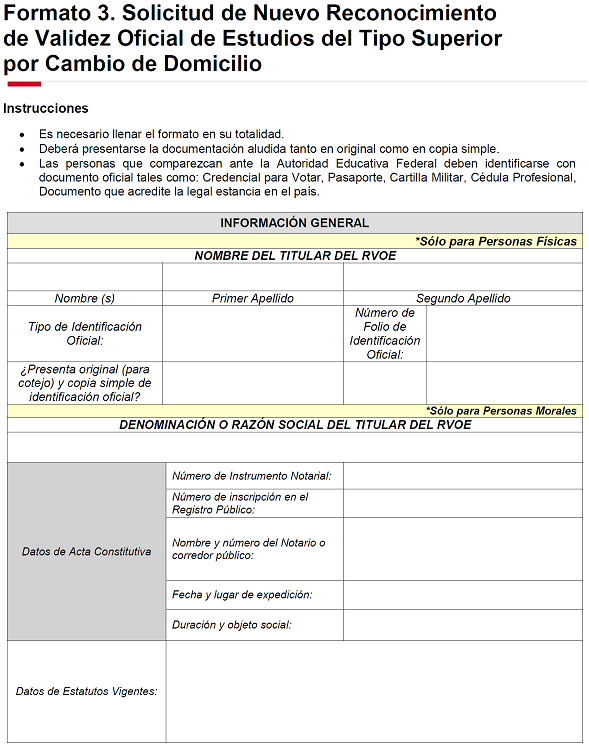 Formato 3. Solicitud de Nuevo Reconocimiento
de Validez Oficial de Estudios del Tipo Superior
por Cambio de Domicilio
Instrucciones
• Es necesario llenar el formato en su totalidad.
• Deberá presentarse la documentación aludida tanto en original como en copia simple.
• Las personas que comparezcan ante la Autoridad Educativa Federal deben identificarse con
documento oficial tales como: Credencial para Votar, Pasaporte, Cartilla Militar, Cédula Profesional,
Documento que acredite la legal estancia en el país.
INFORMACIÓN GENERAL
*Sólo para Personas Físicas
NOMBRE DEL TITULAR DEL RVOE
Nombre (s) Primer Apellido Segundo Apellido
Tipo de Identificación
Oficial:
Número de
Folio de
Identificación
Oficial:
¿Presenta original (para
cotejo) y copia simple de
identificación oficial?
*Sólo para Personas Morales
DENOMINACIÓN O RAZÓN SOCIAL DEL TITULAR DEL RVOE
Datos de Acta Constitutiva
Número de Instrumento Notarial:
Número de inscripción en el
Registro Público:
Nombre y número del Notario o
corredor público:
Fecha y lugar de expedición:
Duración y objeto social:
Datos de Estatutos Vigentes: